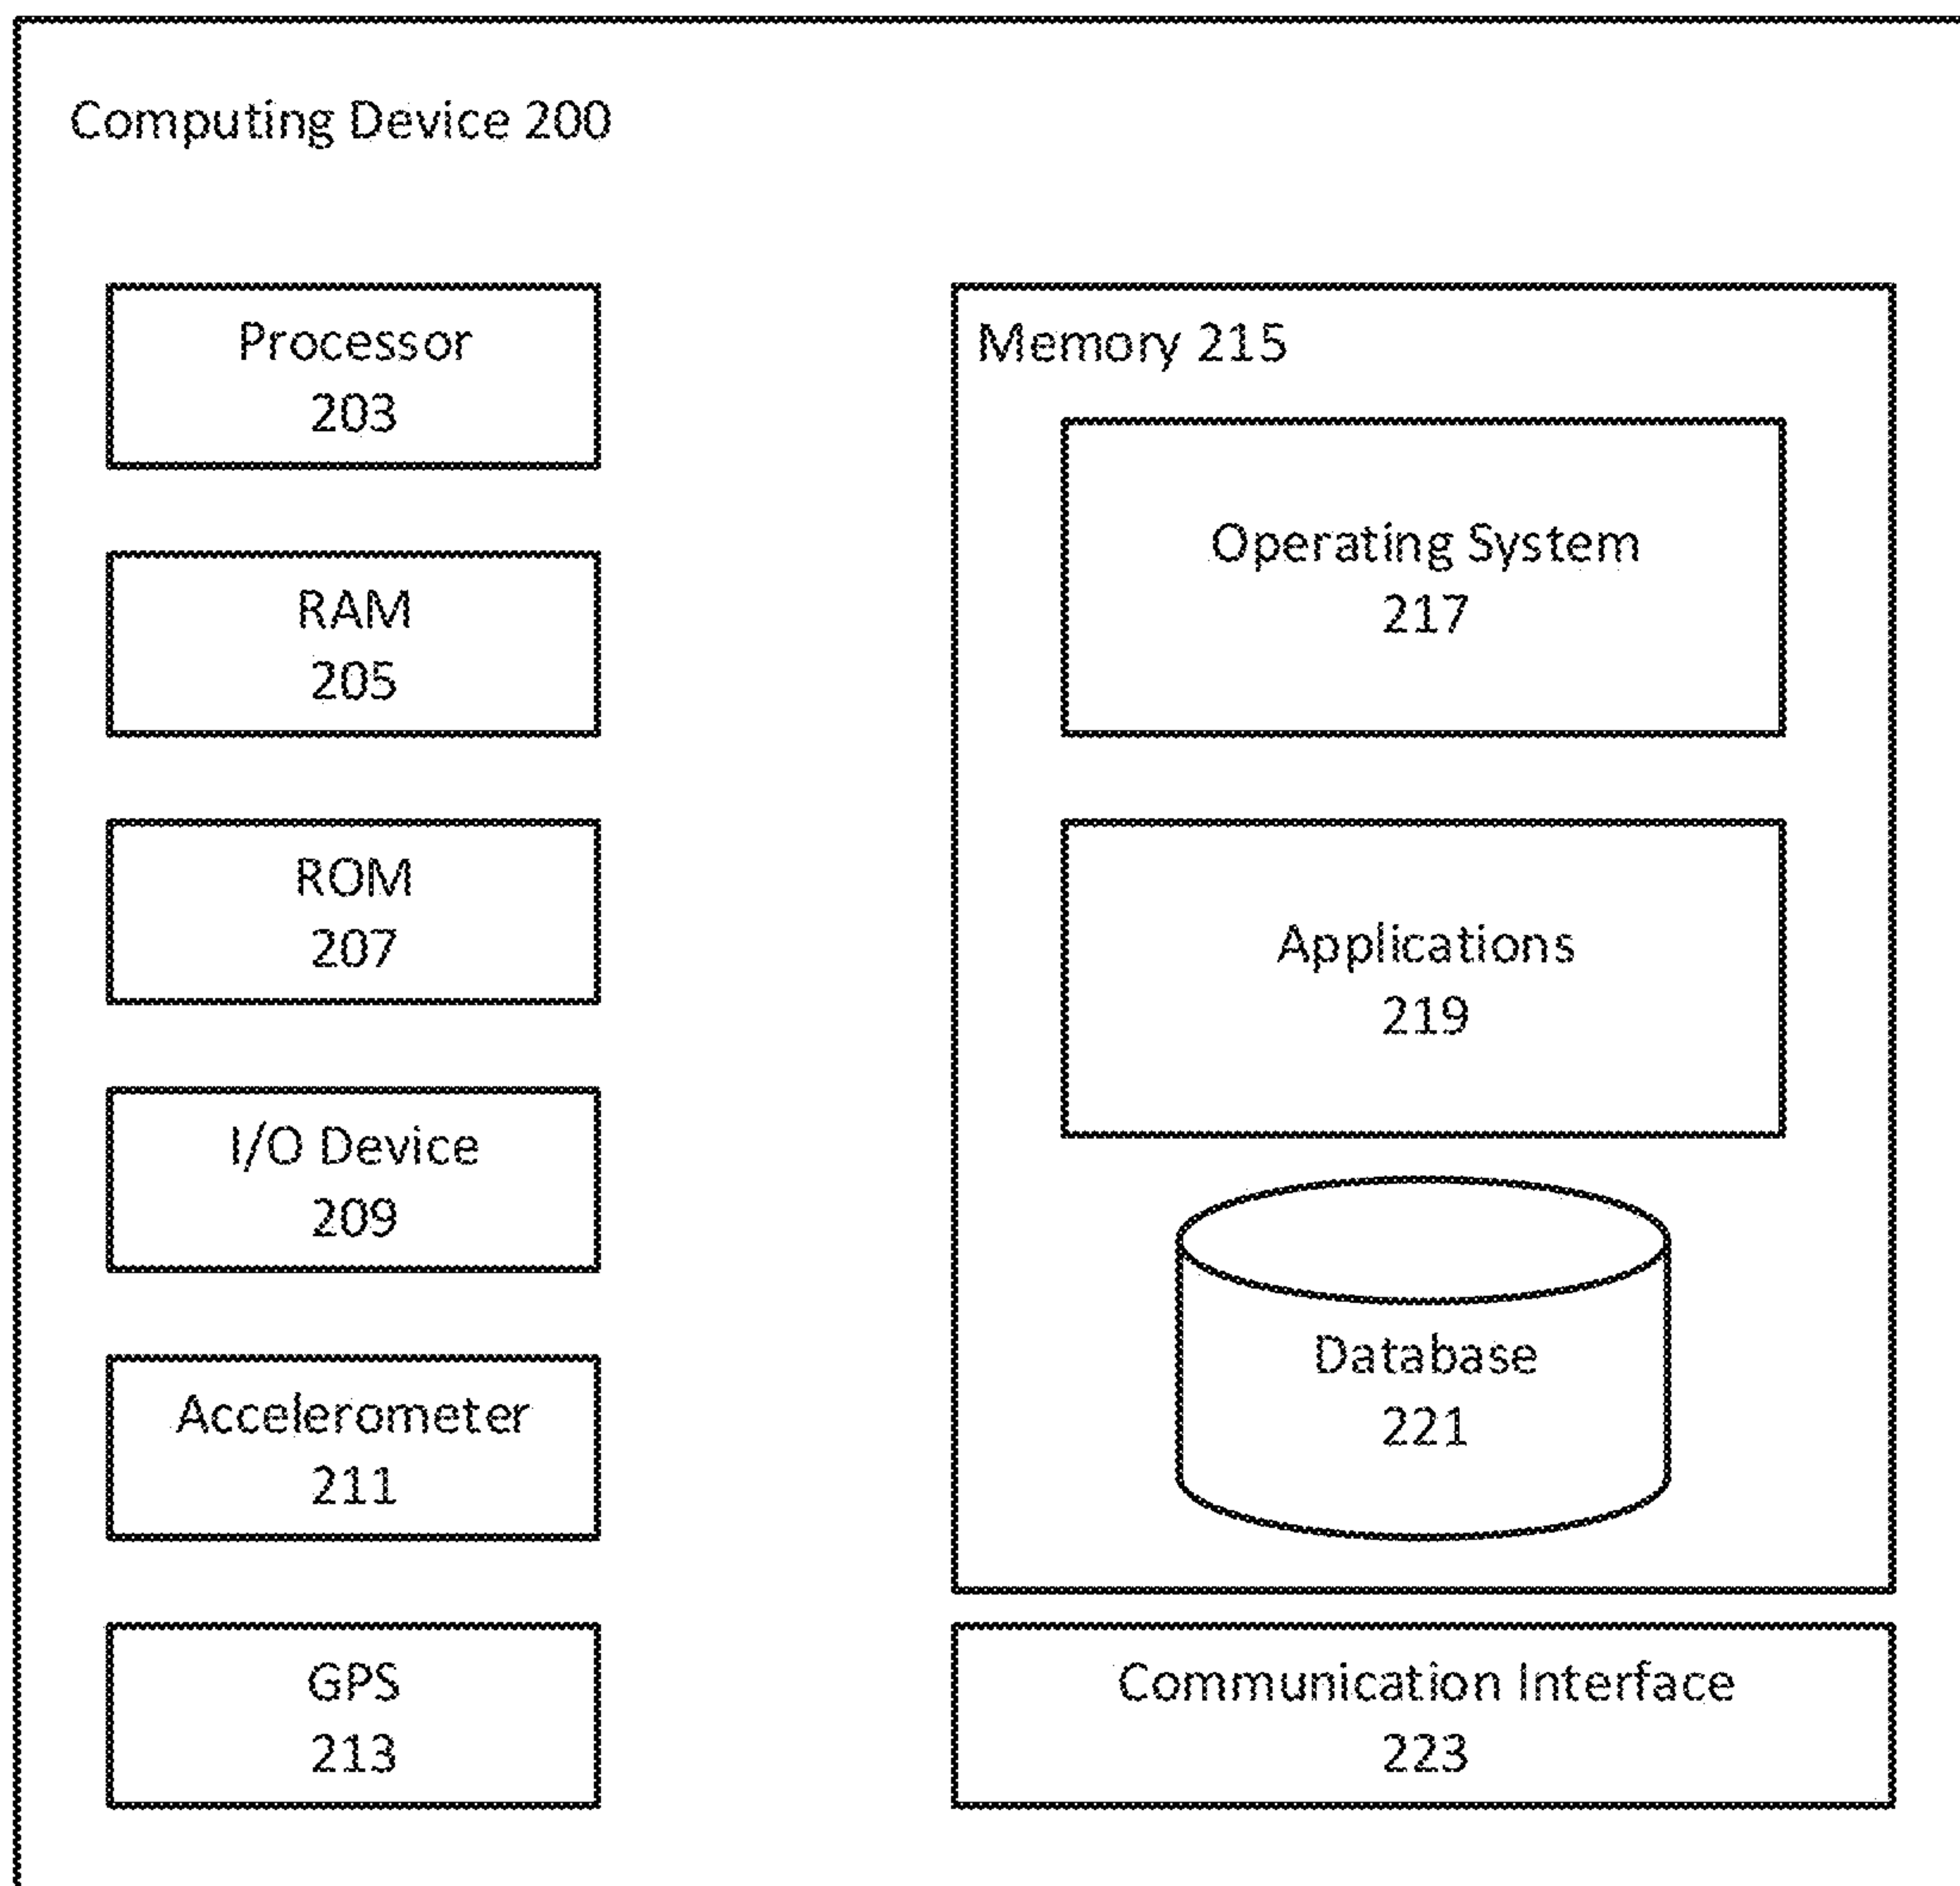 Computing Device 200
Processor
203
RAM
205
ROM
207
I/O Device
209
Accelerometer
211
GPS
213
Memory 215
Operating System
217
Applications
219
Database
221
Communication Interface
223